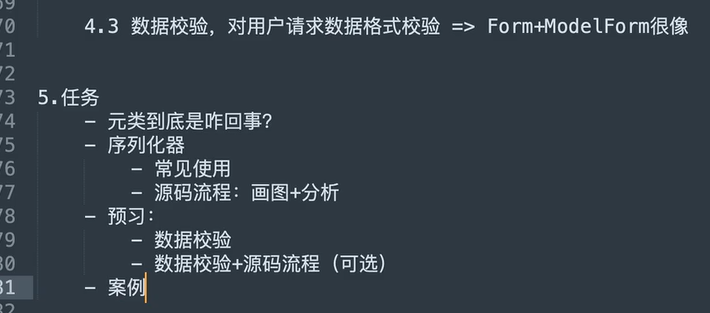 70 4.3 数据校验，对用户请求数据格式校验 => Form+ModelForm很像
71
72
73 5.任务
74 - 元类到底是咋回事？
75 - 序列化器
76 - 常见使用
77 - 源码流程：画图+分析
78 - 预习：
79 - 数据校验
80 - 数据校验+源码流程（可选）
81 - 案例